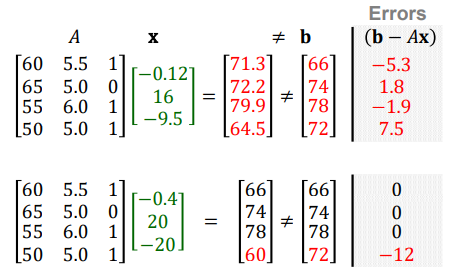 Errors
A x ≠ b (b − Ax)
[60 5.5 1] [−0.12] [71.3] [66] −5.3
[65 5.0 0] [16] = [72.2] ≠ [74] 1.8
[55 6.0 1] [−9.5] [79.9] [78] −1.9
[50 5.0 1] [64.5] [72] 7.5
[60 5.5 1] [−0.4] [66] [66] 0
[65 5.0 0] [20] = [74] ≠ [74] 0
[55 6.0 1] [−20] [78] [78] 0
[50 5.0 1] [60] [72] −12